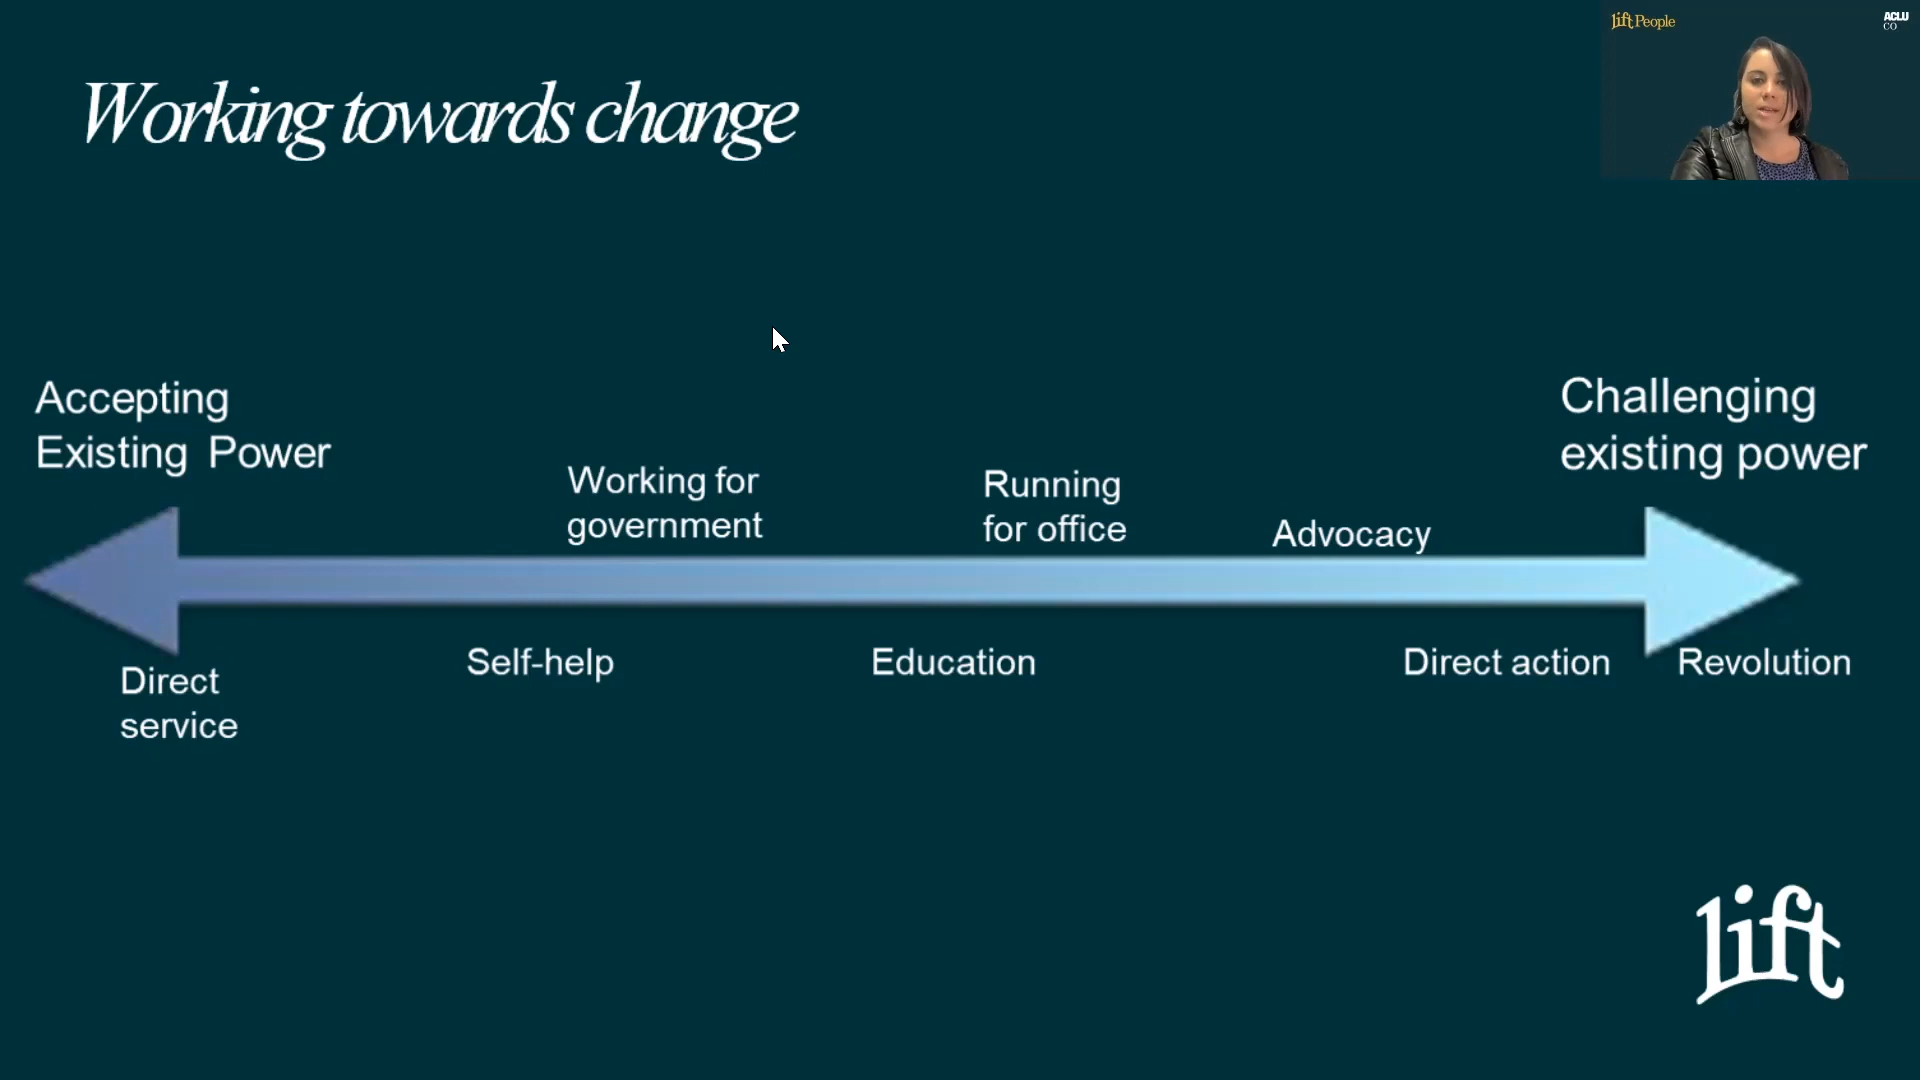 lift People
ACLU
CO
Working towards change
Accepting
Existing Power
Challenging
existing power
Working for
government
Running
for office
Advocacy
Direct
service
Self-help
Education
Direct action
Revolution
lift